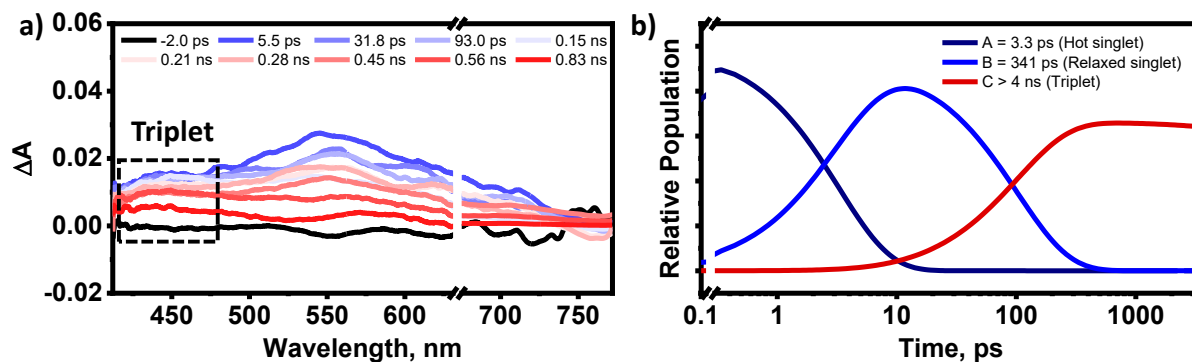 a)
0.06
0.04
0.02
0.00
-0.02
ΔA
-2.0 ps 5.5 ps 31.8 ps 93.0 ps 0.15 ns
0.21 ns 0.28 ns 0.45 ns 0.56 ns 0.83 ns
Triplet
450 500 550 600 700 750
Wavelength, nm
b)
A = 3.3 ps (Hot singlet)
B = 341 ps (Relaxed singlet)
C > 4 ns (Triplet)
Relative Population
0.1 1 10 100 1000
Time, ps